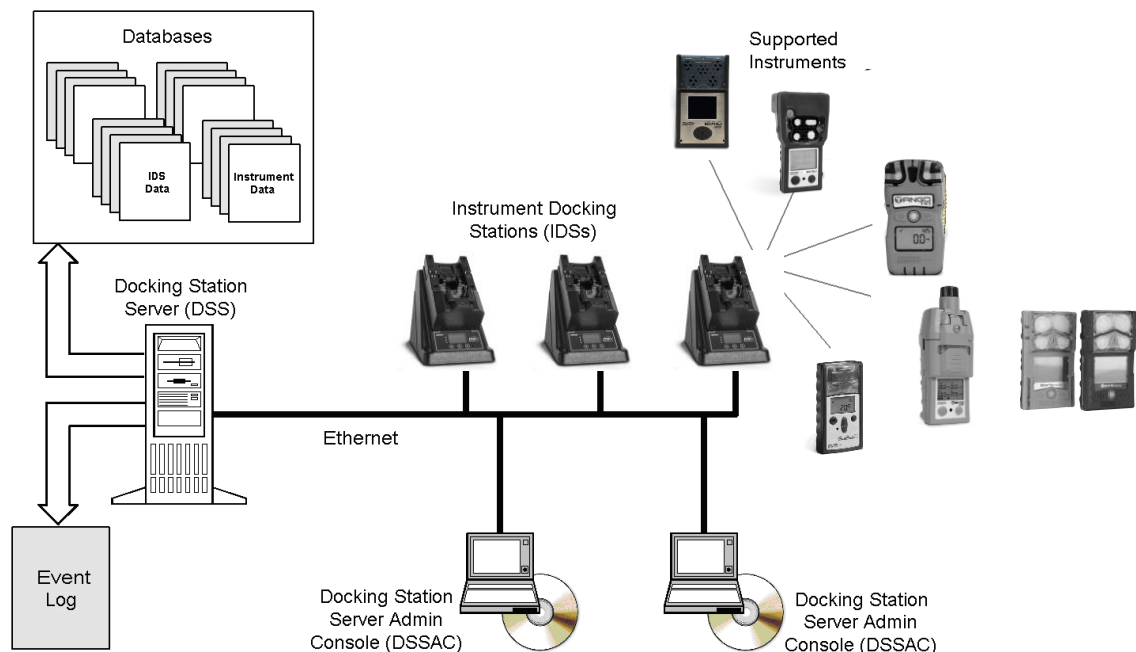 Databases
IDS
Data
Instrument
Data
Supported
Instruments
Instrument Docking
Stations (IDSs)
Docking Station
Server (DSS)
Ethernet
Event
Log
Docking Station
Server Admin
Console (DSSAC)
Docking Station
Server Admin
Console (DSSAC)